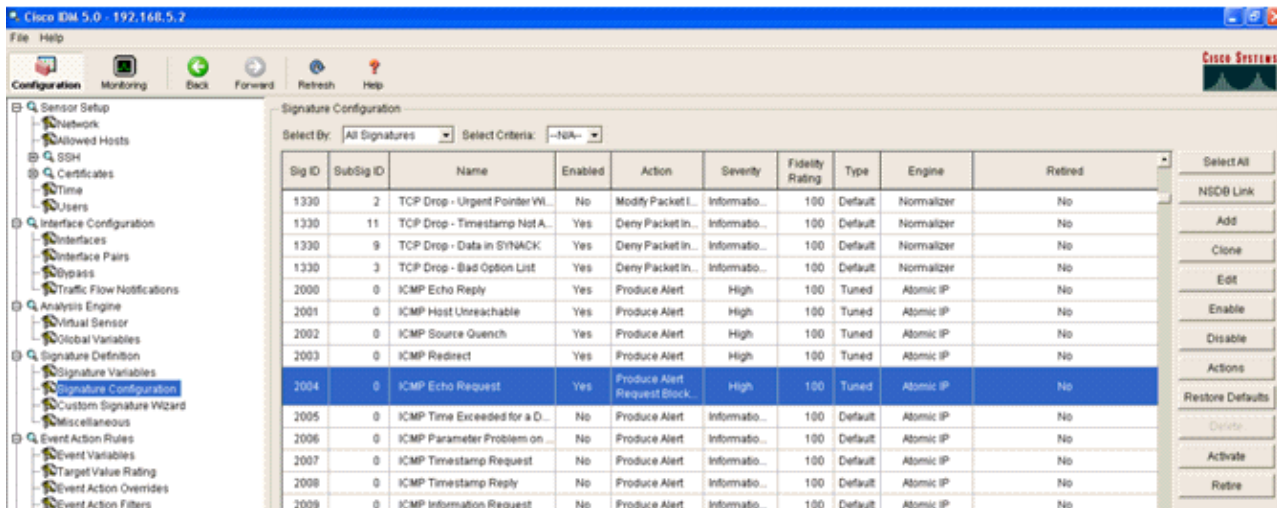 Cisco IDM 5.0 - 192.168.5.2
File Help
Configuration Monitoring Back Forward Refresh Help
CISCO SYSTEMS
Sensor Setup
Network
Allowed Hosts
SSH
Certificates
Time
Users
Interface Configuration
Interfaces
Interface Pairs
Bypass
Traffic Flow Notifications
Analysis Engine
Virtual Sensor
Global Variables
Signature Definition
Signature Variables
Signature Configuration
Custom Signature Wizard
Miscellaneous
Event Action Rules
Event Variables
Target Value Rating
Event Action Overrides
Event Action Filters
Signature Configuration
Select By: All Signatures Select Criteria: --N/A--
Sig ID SubSig ID Name Enabled Action Severity Fidelity Rating Type Engine Retired
1330 2 TCP Drop - Urgent Pointer Wi... No Modify Packet I... Informatio... 100 Default Normalizer No
1330 11 TCP Drop - Timestamp Not A... Yes Deny Packet In... Informatio... 100 Default Normalizer No
1330 9 TCP Drop - Data in SYNACK Yes Deny Packet In... Informatio... 100 Default Normalizer No
1330 3 TCP Drop - Bad Option List Yes Deny Packet In... Informatio... 100 Default Normalizer No
2000 0 ICMP Echo Reply Yes Produce Alert High 100 Tuned Atomic IP No
2001 0 ICMP Host Unreachable Yes Produce Alert High 100 Tuned Atomic IP No
2002 0 ICMP Source Quench Yes Produce Alert High 100 Tuned Atomic IP No
2003 0 ICMP Redirect Yes Produce Alert High 100 Tuned Atomic IP No
2004 0 ICMP Echo Request Yes Produce Alert Request Block... High 100 Tuned Atomic IP No
2005 0 ICMP Time Exceeded for a D... No Produce Alert Informatio... 100 Default Atomic IP No
2006 0 ICMP Parameter Problem on ... No Produce Alert Informatio... 100 Default Atomic IP No
2007 0 ICMP Timestamp Request No Produce Alert Informatio... 100 Default Atomic IP No
2008 0 ICMP Timestamp Reply No Produce Alert Informatio... 100 Default Atomic IP No
2009 0 ICMP Information Request No Produce Alert Informatio... 100 Default Atomic IP No
Select All
NSDB Link
Add
Clone
Edit
Enable
Disable
Actions
Restore Defaults
Delete
Activate
Retire